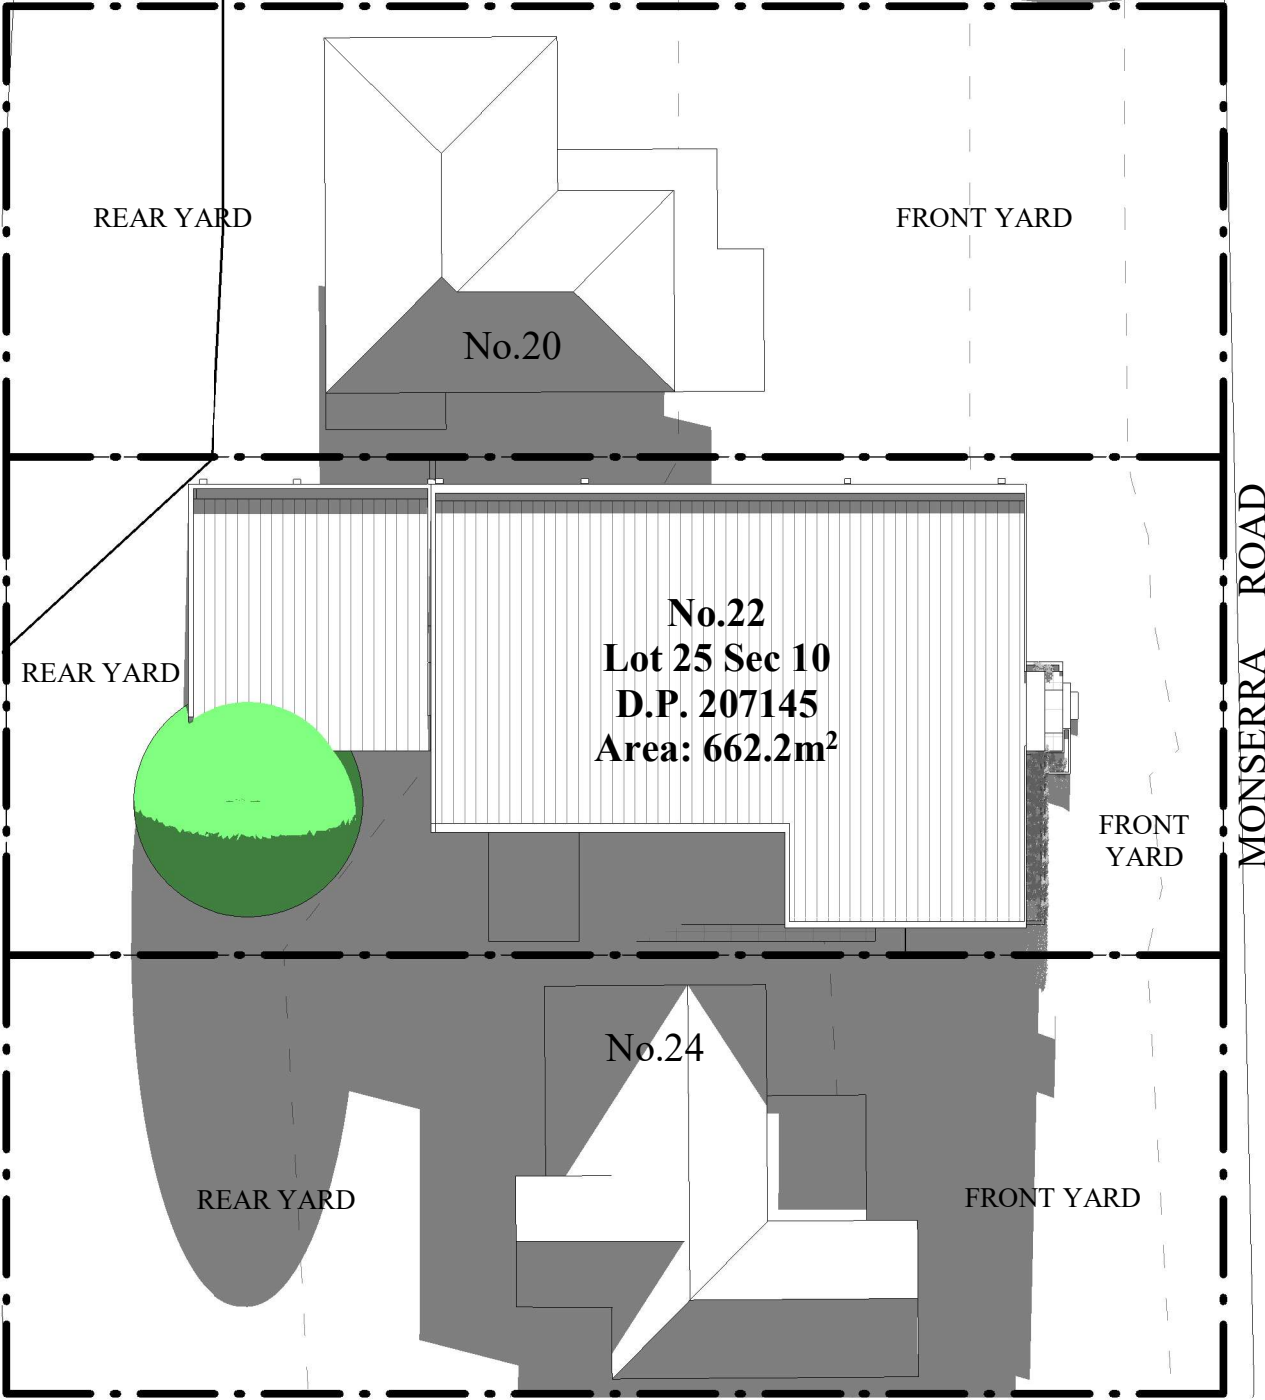 REAR YARD
FRONT YARD
No.20
No.22
Lot 25 Sec 10
D.P. 207145
Area: 662.2m²
REAR YARD
FRONT
YARD
MONSERRA ROAD
No.24
REAR YARD
FRONT YARD